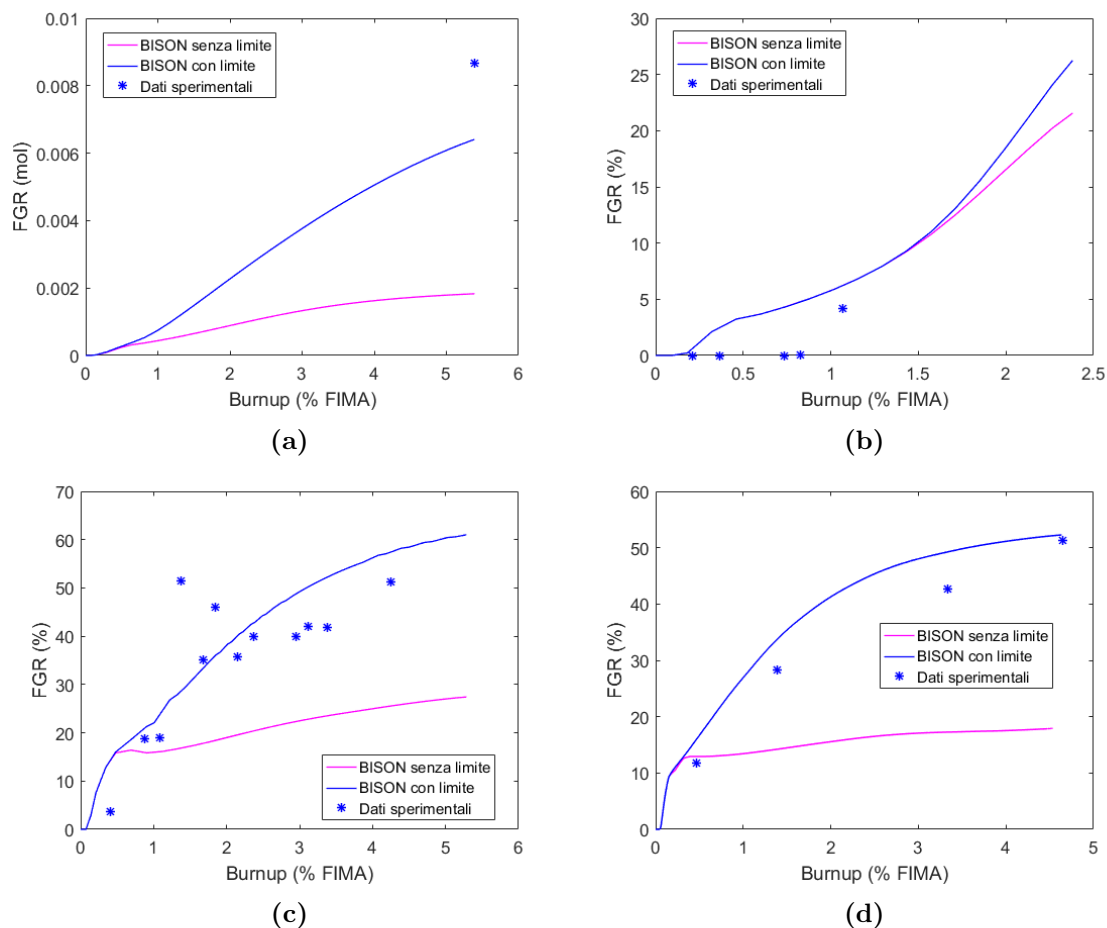 0.01
0.008
0.006
0.004
0.002
0
FGR (mol)
BISON senza limite
BISON con limite
Dati sperimentali
0 1 2 3 4 5 6
Burnup (% FIMA)
(a)
30
25
20
15
10
5
0
FGR (%)
BISON senza limite
BISON con limite
Dati sperimentali
0 0.5 1 1.5 2 2.5
Burnup (% FIMA)
(b)
70
60
50
40
30
20
10
0
FGR (%)
BISON senza limite
BISON con limite
Dati sperimentali
0 1 2 3 4 5 6
Burnup (% FIMA)
(c)
60
50
40
30
20
10
0
FGR (%)
BISON senza limite
BISON con limite
Dati sperimentali
0 1 2 3 4 5
Burnup (% FIMA)
(d)